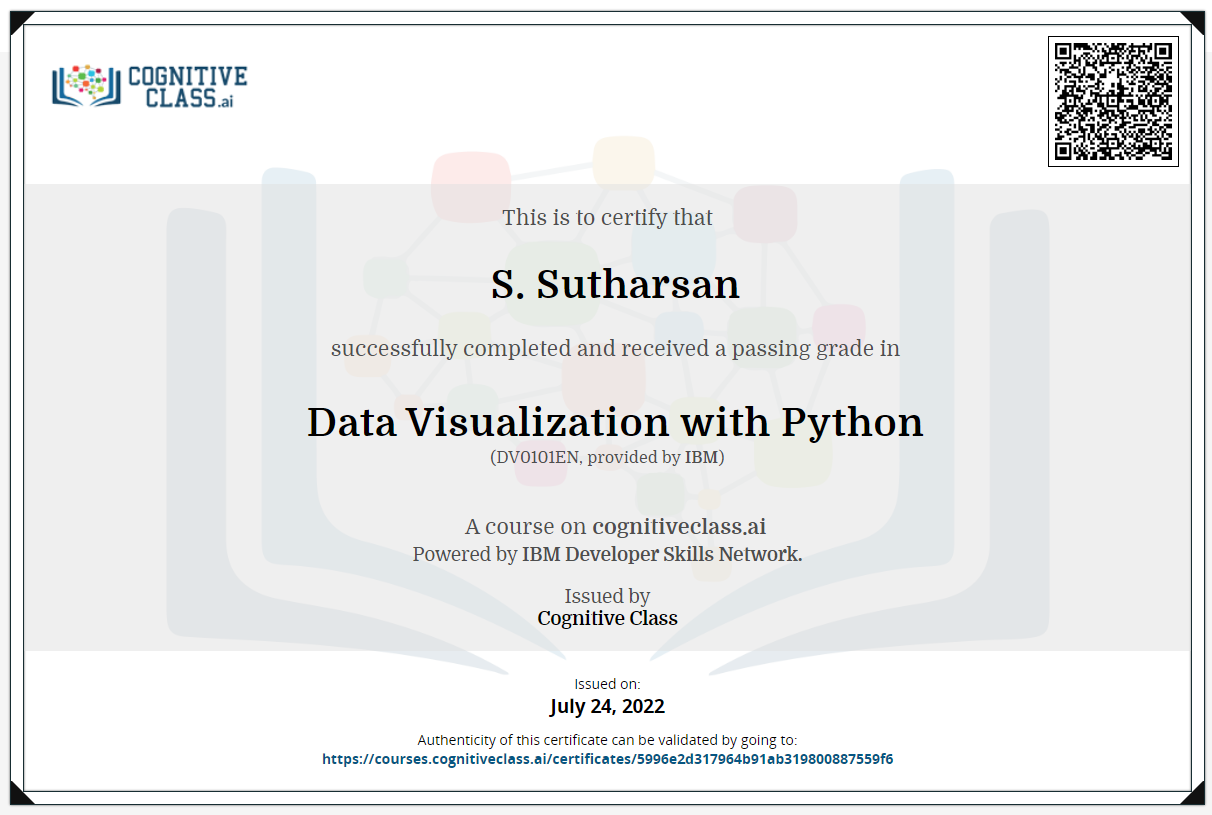 COGNITIVE
CLASS.ai
This is to certify that
S. Sutharsan
successfully completed and received a passing grade in
Data Visualization with Python
(DV0101EN, provided by IBM)
A course on cognitiveclass.ai
Powered by IBM Developer Skills Network.
Issued by
Cognitive Class
Issued on:
July 24, 2022
Authenticity of this certificate can be validated by going to:
https://courses.cognitiveclass.ai/certificates/5996e2d317964b91ab319800887559f6